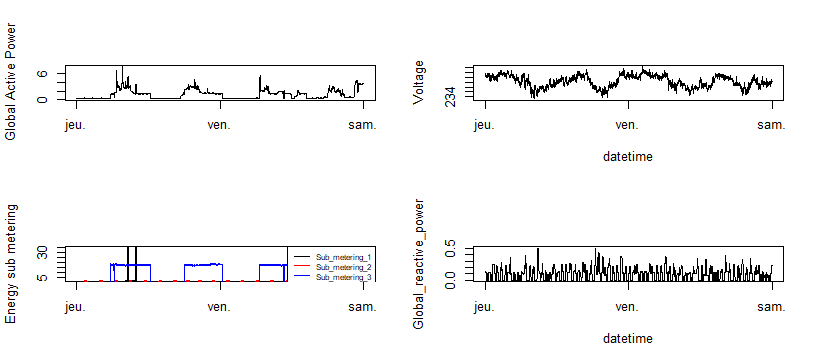 Global Active Power
6
0
jeu.
ven.
sam.
Voltage
234
jeu.
ven.
sam.
datetime
Energy sub metering
30
5
Sub_metering_1
Sub_metering_2
Sub_metering_3
jeu.
ven.
sam.
Global_reactive_power
0.5
0.0
jeu.
ven.
sam.
datetime